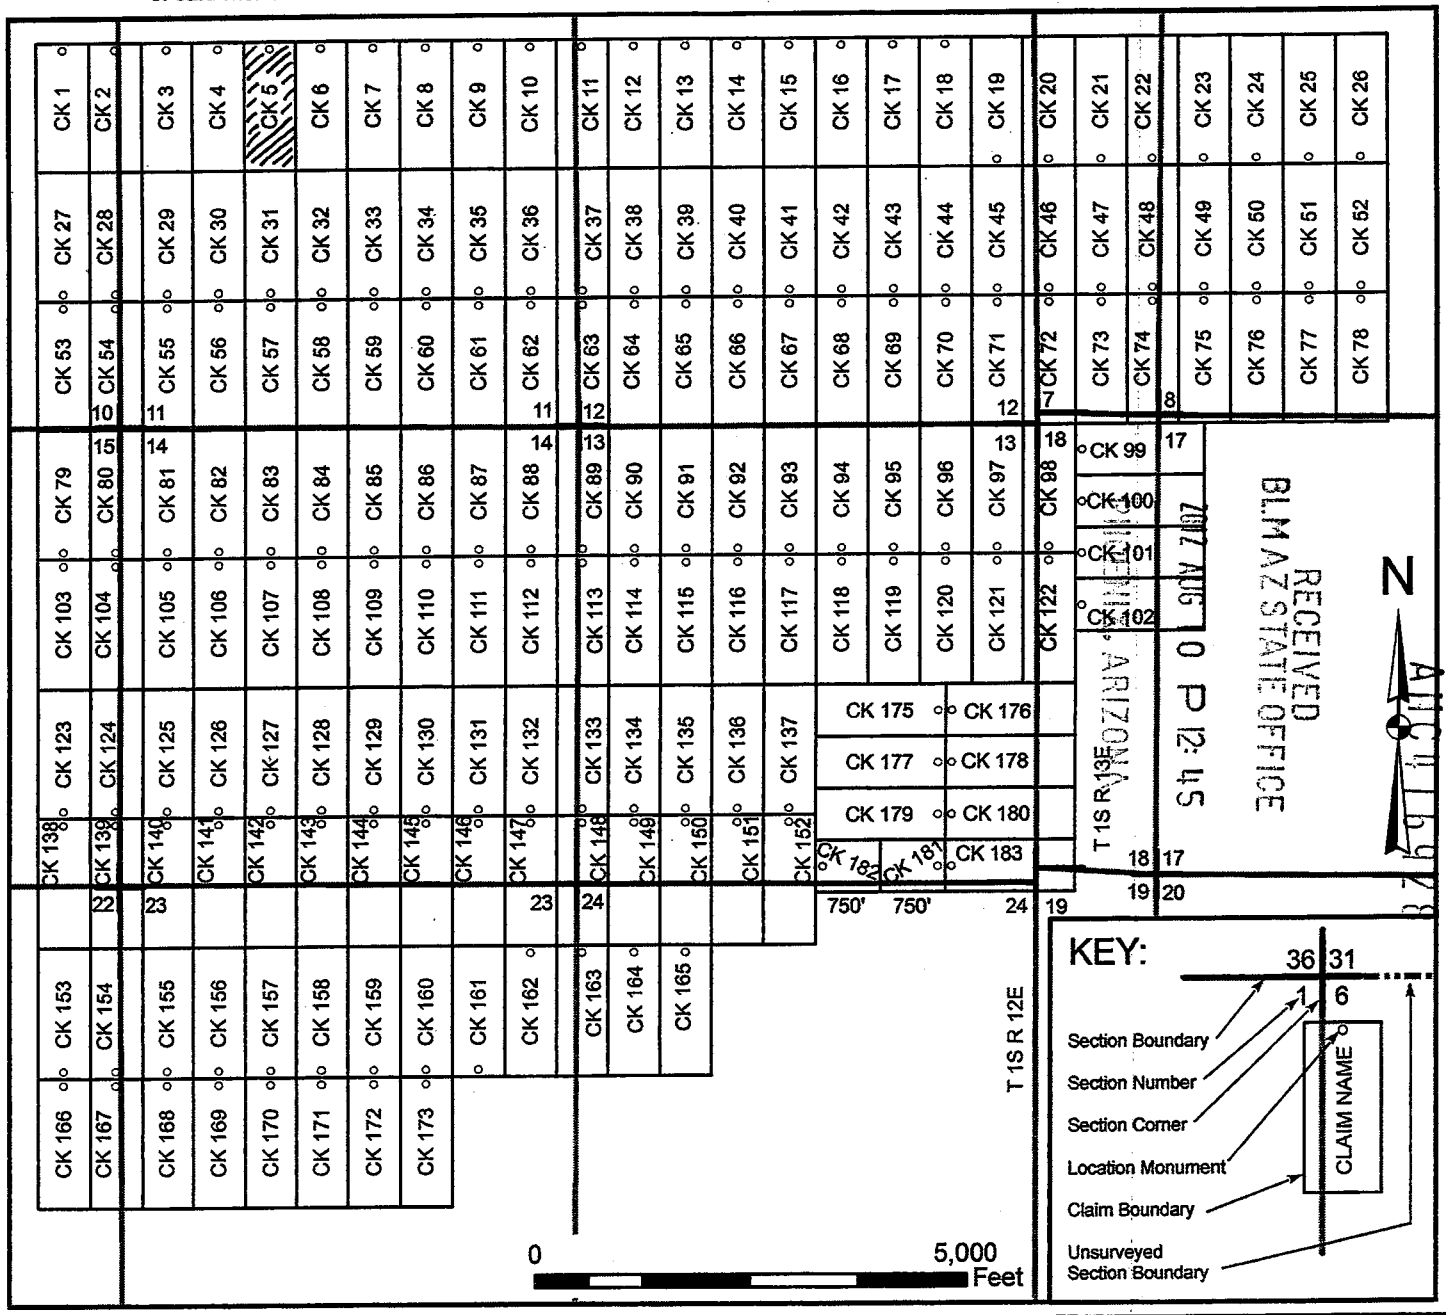 CK 1 CK 2 CK 3 CK 4 CK 5 CK 6 CK 7 CK 8 CK 9 CK 10 CK 11 CK 12 CK 13 CK 14 CK 15 CK 16 CK 17 CK 18 CK 19 CK 20 CK 21 CK 22 CK 23 CK 24 CK 25 CK 26
CK 27 CK 28 CK 29 CK 30 CK 31 CK 32 CK 33 CK 34 CK 35 CK 36 CK 37 CK 38 CK 39 CK 40 CK 41 CK 42 CK 43 CK 44 CK 45 CK 46 CK 47 CK 48 CK 49 CK 50 CK 51 CK 52
CK 53 CK 54 CK 55 CK 56 CK 57 CK 58 CK 59 CK 60 CK 61 CK 62 CK 63 CK 64 CK 65 CK 66 CK 67 CK 68 CK 69 CK 70 CK 71 CK 72 CK 73 CK 74 CK 75 CK 76 CK 77 CK 78
10 11 11 12 12 7 8
15 14 14 13 13 18 17
CK 79 CK 80 CK 81 CK 82 CK 83 CK 84 CK 85 CK 86 CK 87 CK 88 CK 89 CK 90 CK 91 CK 92 CK 93 CK 94 CK 95 CK 96 CK 97 CK 98
CK 99
CK 100
CK 101
CK 102
CK 103 CK 104 CK 105 CK 106 CK 107 CK 108 CK 109 CK 110 CK 111 CK 112 CK 113 CK 114 CK 115 CK 116 CK 117 CK 118 CK 119 CK 120 CK 121 CK 122
CK 123 CK 124 CK 125 CK 126 CK 127 CK 128 CK 129 CK 130 CK 131 CK 132 CK 133 CK 134 CK 135 CK 136 CK 137
CK 175 CK 176
CK 177 CK 178
CK 179 CK 180
CK 182 CK 181 CK 183
CK 138 CK 139 CK 140 CK 141 CK 142 CK 143 CK 144 CK 145 CK 146 CK 147 CK 148 CK 149 CK 150 CK 151 CK 152
18 17
22 23 23 24 750' 750' 24 19 19 20
CK 153 CK 154 CK 155 CK 156 CK 157 CK 158 CK 159 CK 160 CK 161 CK 162 CK 163 CK 164 CK 165
CK 166 CK 167 CK 168 CK 169 CK 170 CK 171 CK 172 CK 173
T 1S R 13E
T 1S R 12E
RECEIVED
BLM AZ STATE OFFICE
AUG 10 P 12:45
PHOENIX, ARIZONA
N
KEY:
36 31
1 6
Section Boundary
Section Number
Section Corner
Location Monument
Claim Boundary
Unsurveyed
Section Boundary
CLAIM NAME
0 5,000
Feet